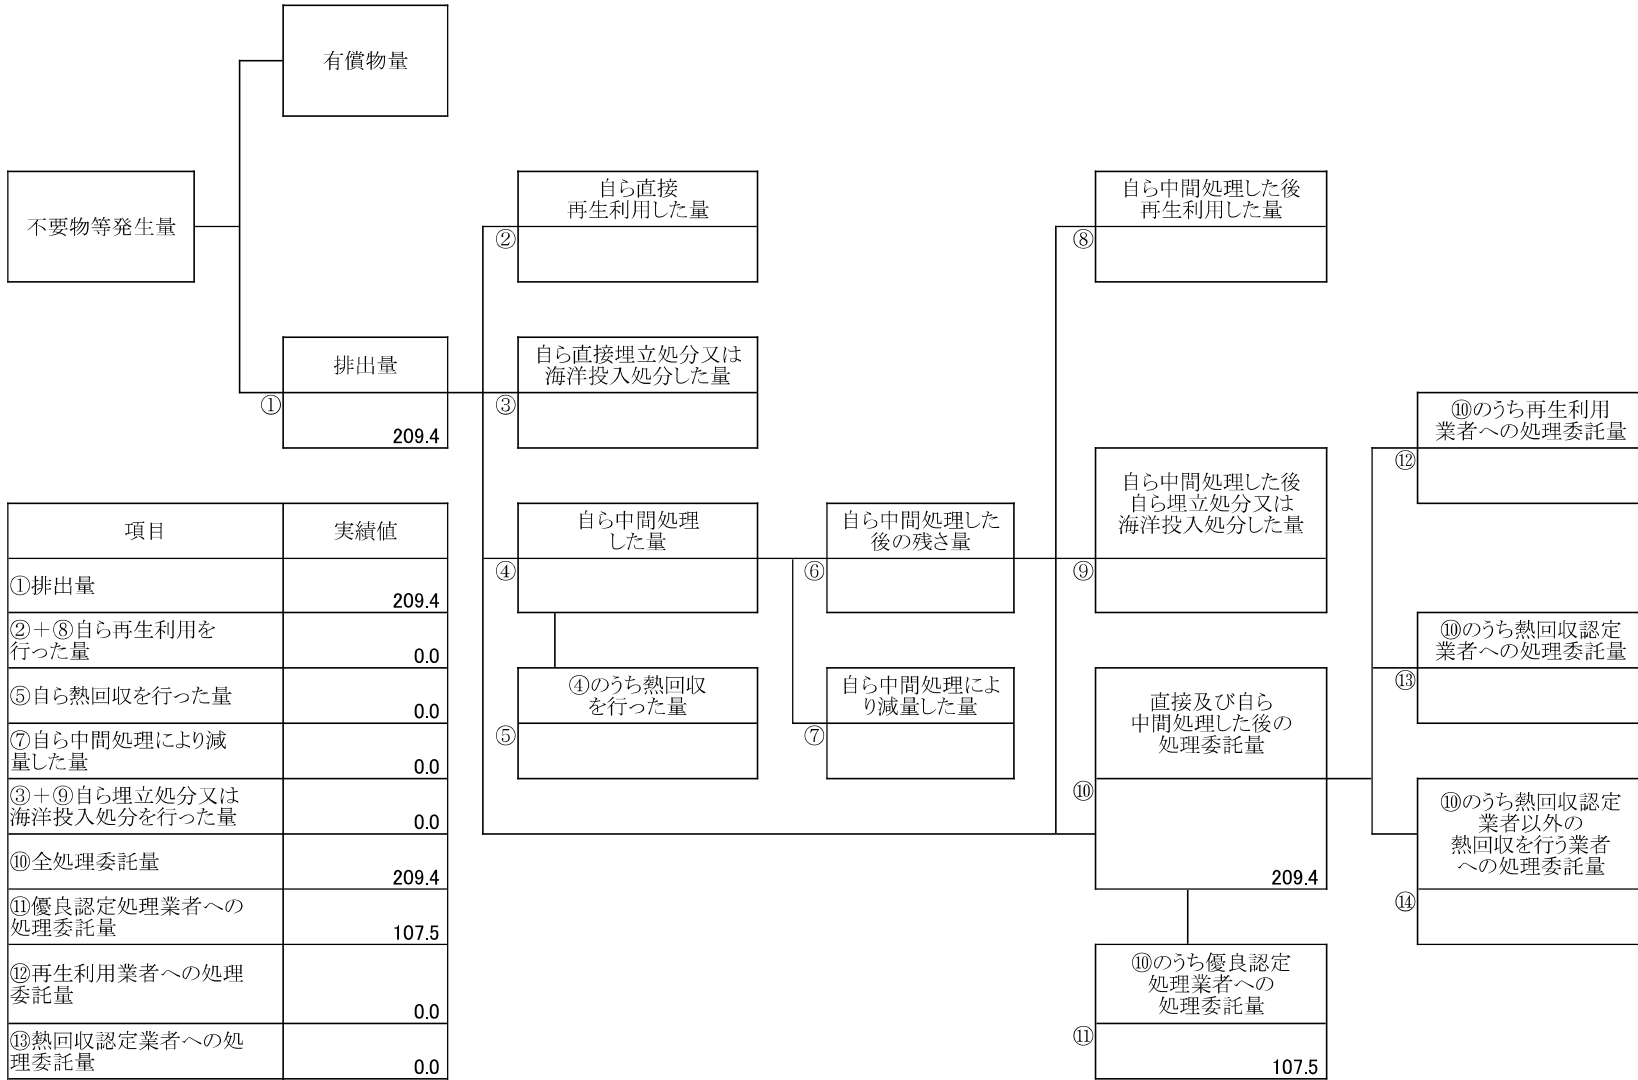 有償物量
不要物等発生量
排出量
①
209.4
自ら直接
再生利用した量
②
自ら直接埋立処分又は
海洋投入処分した量
③
自ら中間処理
した量
④
④のうち熱回収
を行った量
⑤
自ら中間処理した
後の残さ量
⑥
自ら中間処理によ
り減量した量
⑦
自ら中間処理した後
再生利用した量
⑧
自ら中間処理した後
自ら埋立処分又は
海洋投入処分した量
⑨
直接及び自ら
中間処理した後の
処理委託量
⑩
209.4
⑩のうち優良認定
処理業者への
処理委託量
⑪
107.5
⑩のうち再生利用
業者への処理委託量
⑫
⑩のうち熱回収認定
業者への処理委託量
⑬
⑩のうち熱回収認定
業者以外の
熱回収を行う業者
への処理委託量
⑭
項目 実績値
①排出量
209.4
②+⑧自ら再生利用を
行った量
0.0
⑤自ら熱回収を行った量
0.0
⑦自ら中間処理により減
量した量
0.0
③+⑨自ら埋立処分又は
海洋投入処分を行った量
0.0
⑩全処理委託量
209.4
⑪優良認定処理業者への
処理委託量
107.5
⑫再生利用業者への処理
委託量
0.0
⑬熱回収認定業者への処
理委託量
0.0